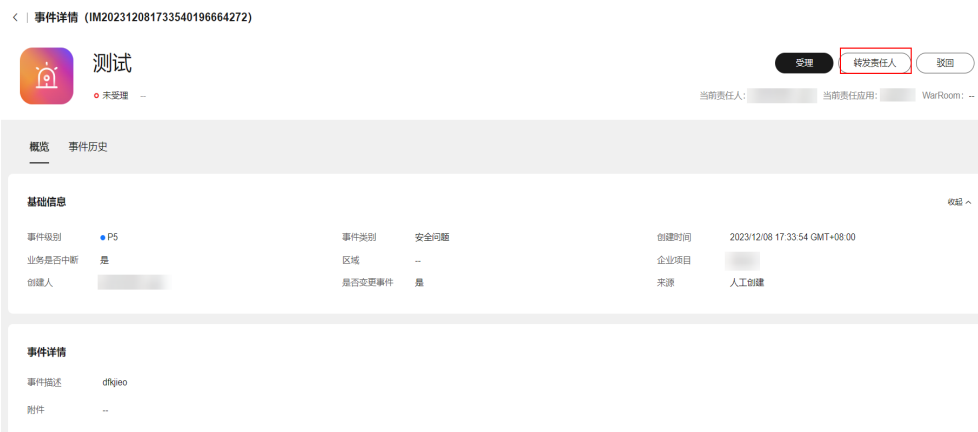 事件详情 (IM20231208173354019666​4272)
测试
受理 转发责任人 驳回
未受理 --
当前责任人: 当前责任应用: WarRoom: --
概览 事件历史
基础信息 收起
事件级别 P5 事件类别 安全问题 创建时间 2023/12/08 17:33:54 GMT+08:00
业务是否中断 是 区域 -- 企业项目
创建人 是否变更事件 是 来源 人工创建
事件详情
事件描述 dfkjieo
附件 --